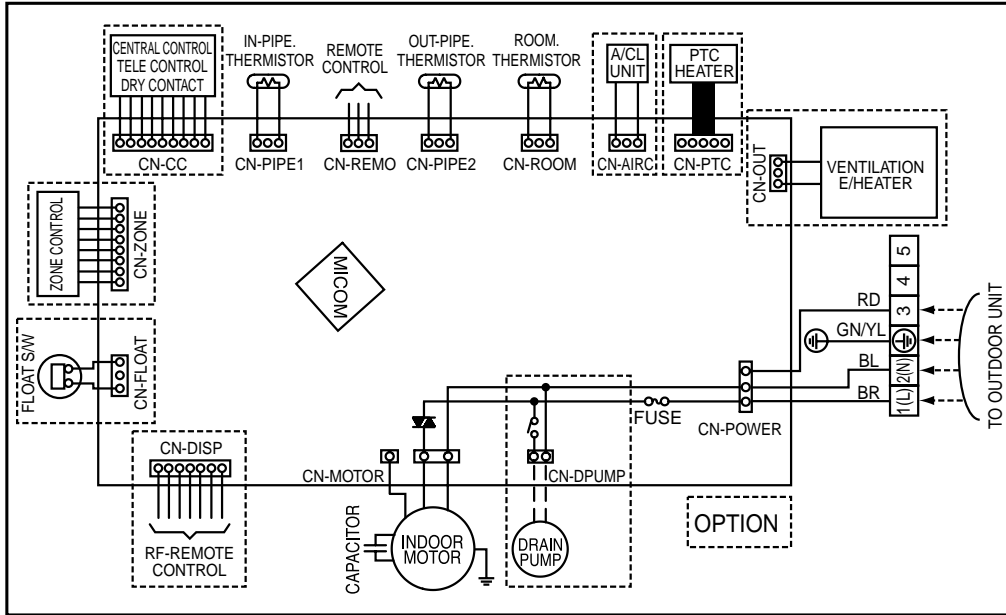 CENTRAL CONTROL
TELE CONTROL
DRY CONTACT
CN-CC
IN-PIPE.
THERMISTOR
CN-PIPE1
REMOTE
CONTROL
CN-REMO
OUT-PIPE.
THERMISTOR
CN-PIPE2
ROOM.
THERMISTOR
CN-ROOM
A/CL
UNIT
CN-AIRC
PTC
HEATER
CN-PTC
CN-OUT
VENTILATION
E/HEATER
ZONE CONTROL
CN-ZONE
MICOM
5
4
3
2(N)
1(L)
RD
GN/YL
BL
BR
TO OUTDOOR UNIT
FLOAT S/W
CN-FLOAT
FUSE
CN-POWER
CN-DISP
RF-REMOTE
CONTROL
CN-MOTOR
CAPACITOR
INDOOR
MOTOR
CN-DPUMP
DRAIN
PUMP
OPTION